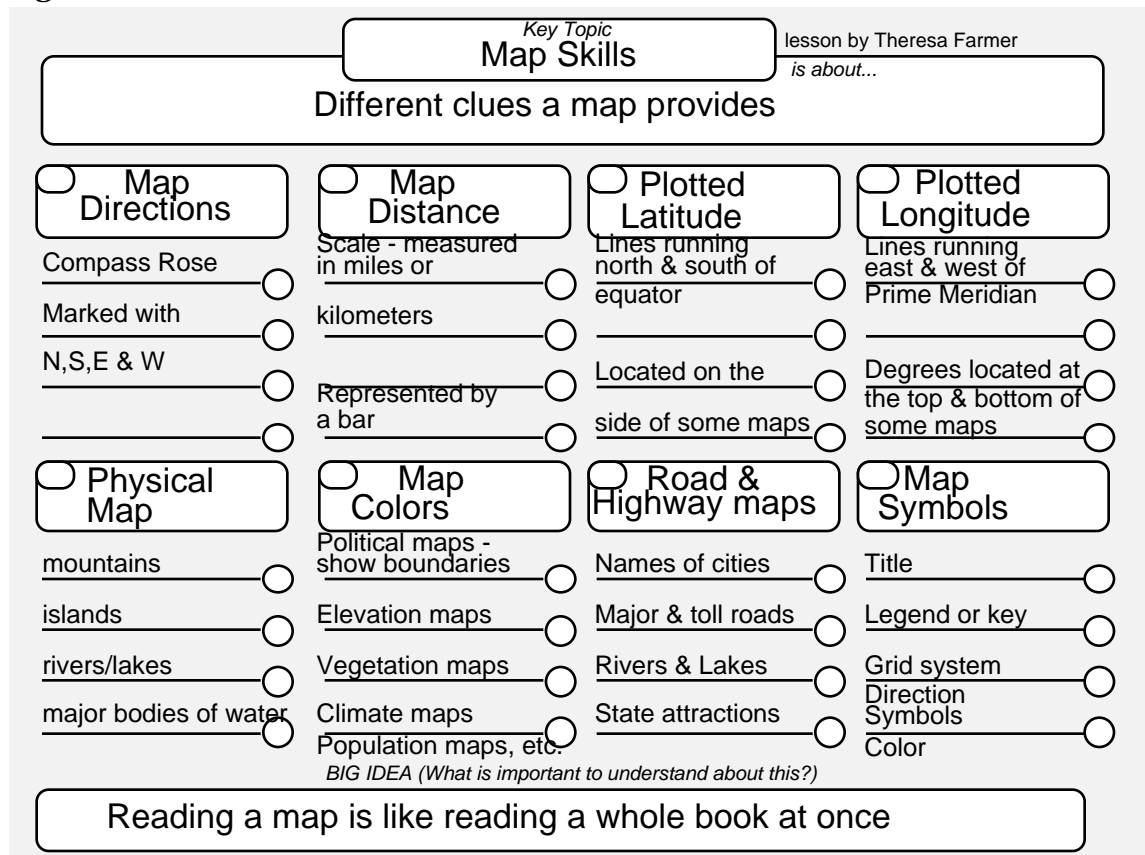 Key Topic
Map Skills
lesson by Theresa Farmer
is about...
Different clues a map provides
Map
Directions
Compass Rose
Marked with
N,S,E & W
Map
Distance
Scale - measured
in miles or
kilometers
Represented by
a bar
Plotted
Latitude
Lines running
north & south of
equator
Located on the
side of some maps
Plotted
Longitude
Lines running
east & west of
Prime Meridian
Degrees located at
the top & bottom of
some maps
Physical
Map
mountains
islands
rivers/lakes
major bodies of water
Map
Colors
Political maps -
show boundaries
Elevation maps
Vegetation maps
Climate maps
Population maps, etc.
Road &
Highway maps
Names of cities
Major & toll roads
Rivers & Lakes
State attractions
Map
Symbols
Title
Legend or key
Grid system
Direction
Symbols
Color
BIG IDEA (What is important to understand about this?)
Reading a map is like reading a whole book at once